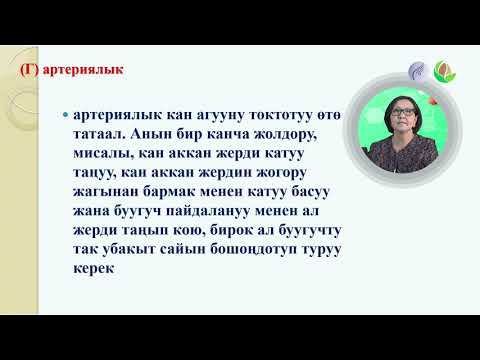 (Г) артериялык
• артериялык кан агууну токтотуу өтө
татаал. Анын бир канча жолдору,
мисалы, кан аккан жерди катуу
таңуу, кан аккан жердин жогору
жагынан бармак менен катуу басуу
жана буугуч пайдалануу менен ал
жерди таңып кою, бирок ал буугучту
так убакыт сайын бошоңдотуп туруу
керек